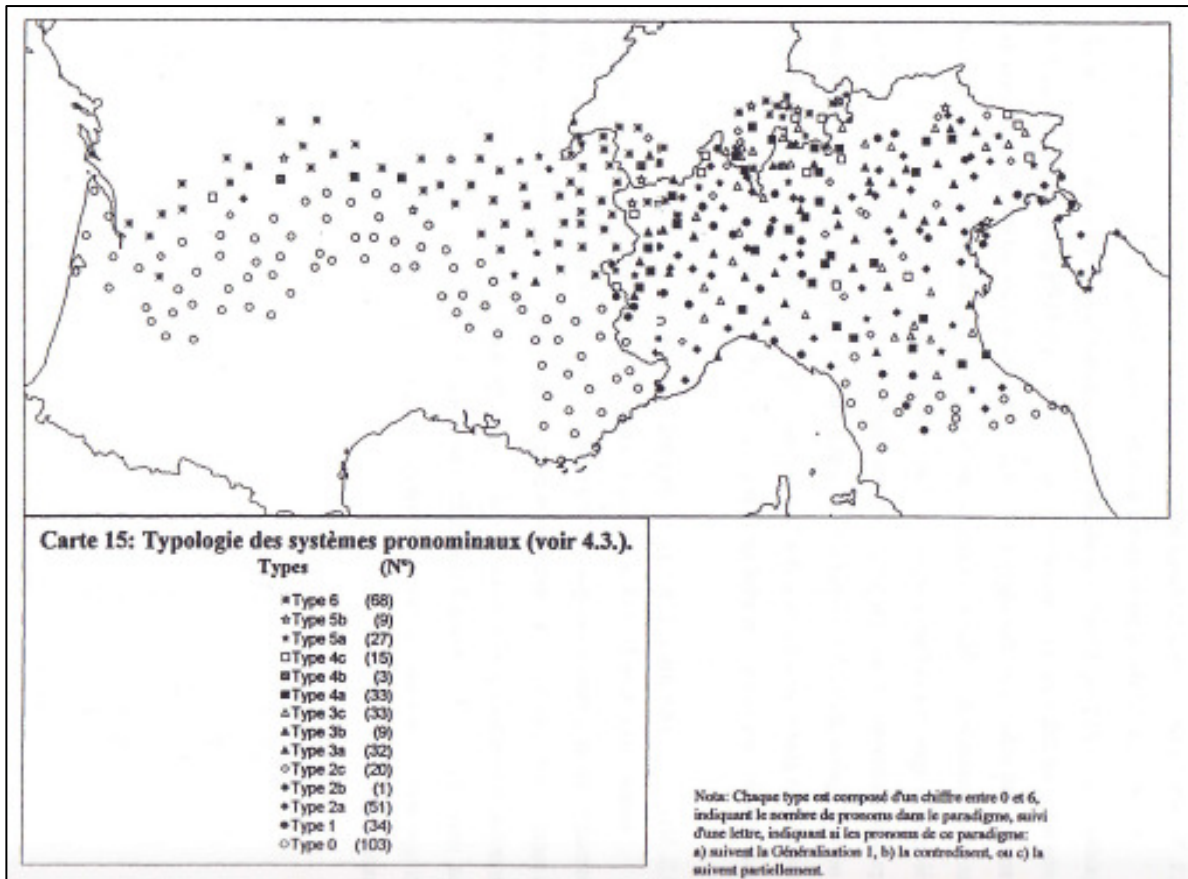 Carte 15: Typologie des systèmes pronominaux (voir 4.3.).
Types (Nº)
Type 6 (68)
Type 5b (9)
Type 5a (27)
Type 4c (15)
Type 4b (3)
Type 4a (33)
Type 3c (33)
Type 3b (9)
Type 3a (32)
Type 2c (20)
Type 2b (1)
Type 2a (51)
Type 1 (34)
Type 0 (103)
Nota: Chaque type est composé d'un chiffre entre 0 et 6,
indiquant le nombre de pronoms dans le paradigme, suivi
d'une lettre, indiquant si les pronoms de ce paradigme:
a) suivent la Généralisation 1, b) la contredisent, ou c) la
suivent partiellement.